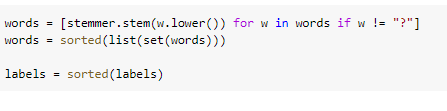 words = [stemmer.stem(w.lower()) for w in words if w != "?"]
words = sorted(list(set(words)))
labels = sorted(labels)